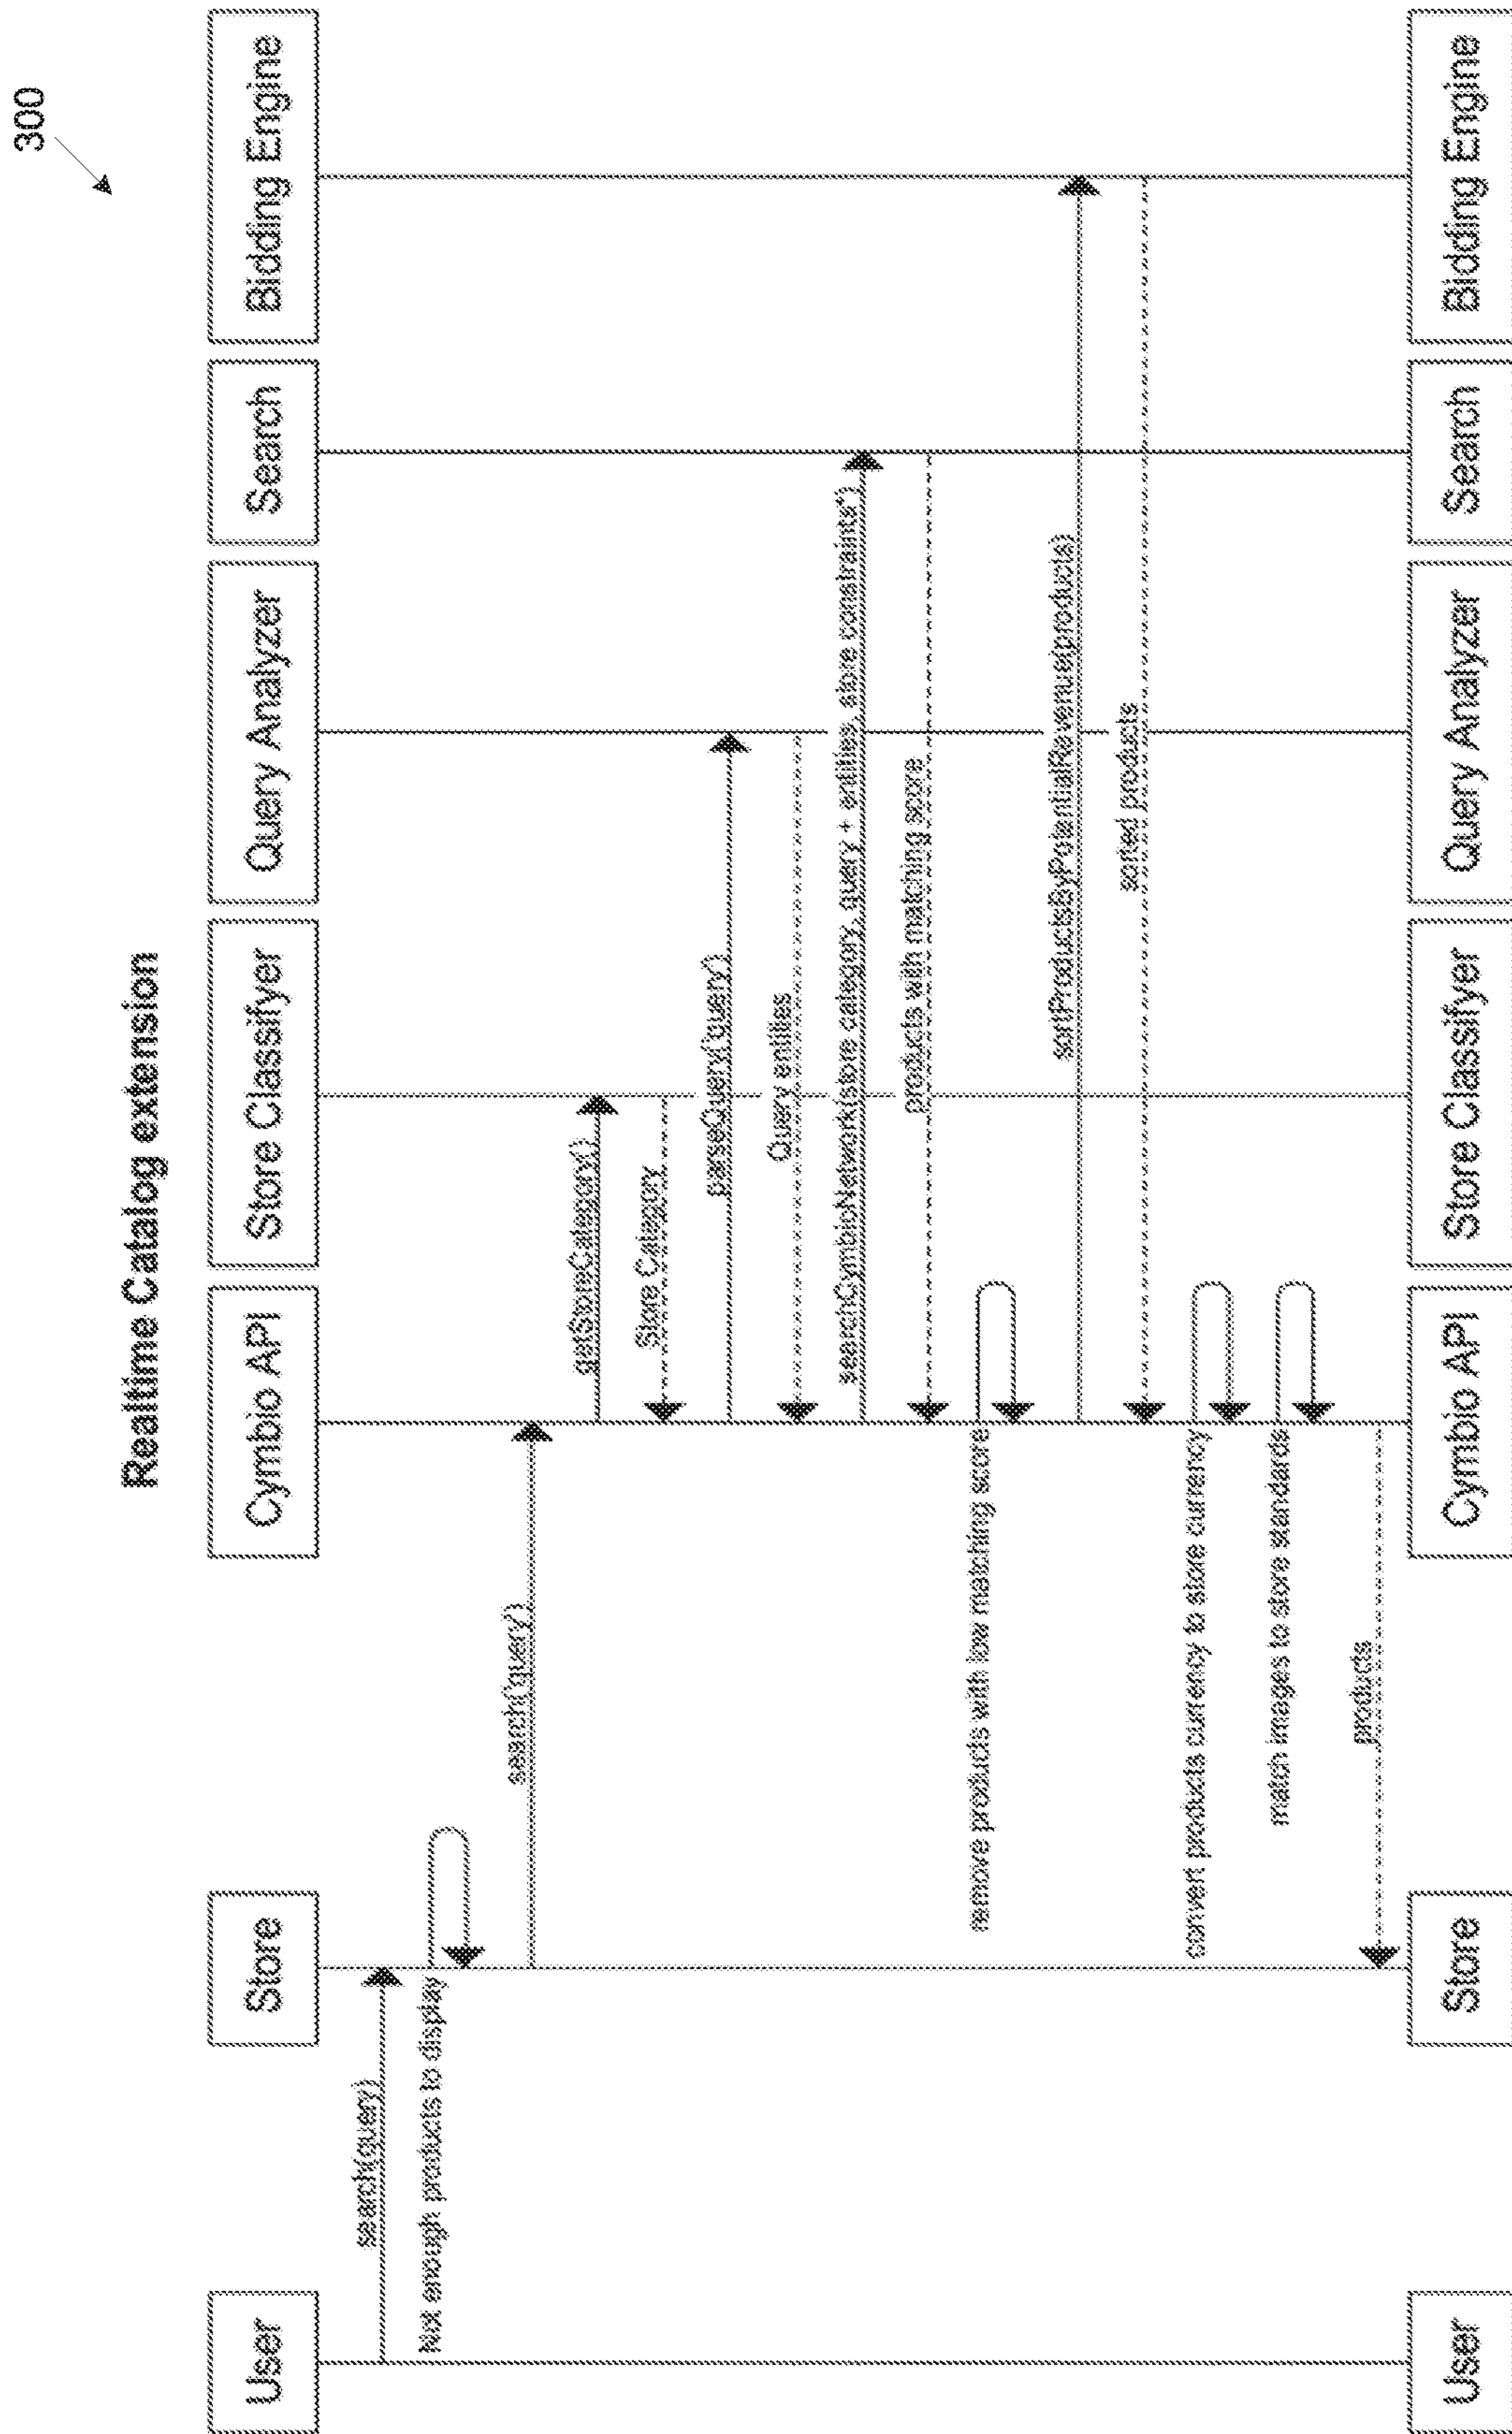 300
Realtime Catalog extension
User
Store
Cymbio API
Store Classifyer
Query Analyzer
Search
Bidding Engine
search(query)
Not enough products to display
search('query')
getStoreCategory()
Store Category
parseQuery('query')
Query entities
searchCymbioNetwork(store category, query + entities, store constraints*)
products with matching score
remove products with low matching score
sortProductsByPotentialRevenue(products)
sorted products
convert products currency to store currency
match images to store standards
products
User
Store
Cymbio API
Store Classifyer
Query Analyzer
Search
Bidding Engine